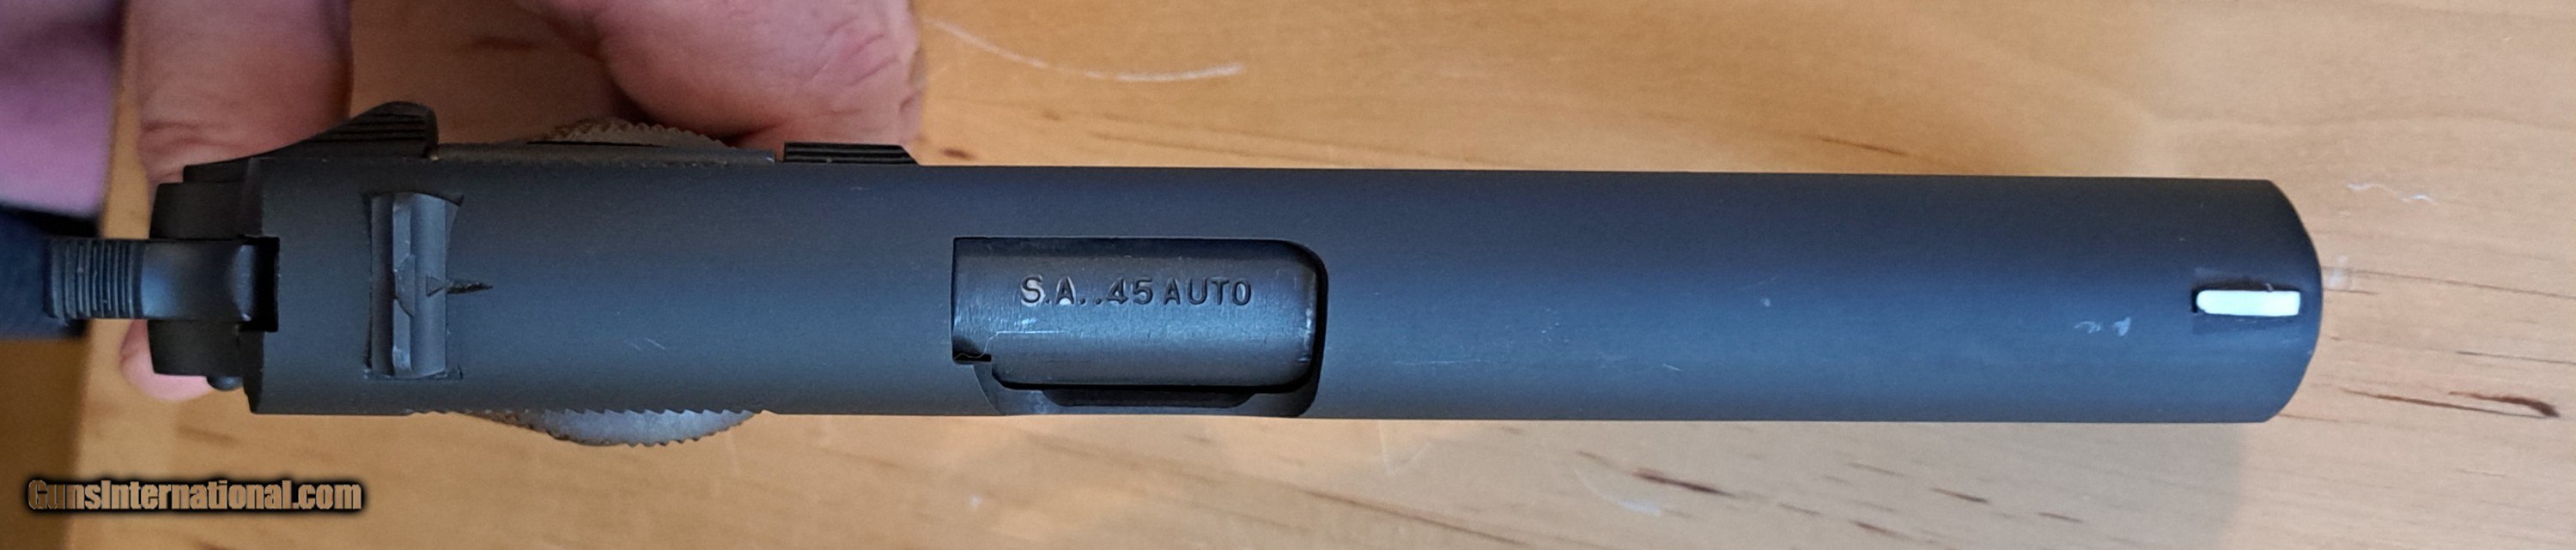 S.A. .45 AUTO
GunsInternational.com